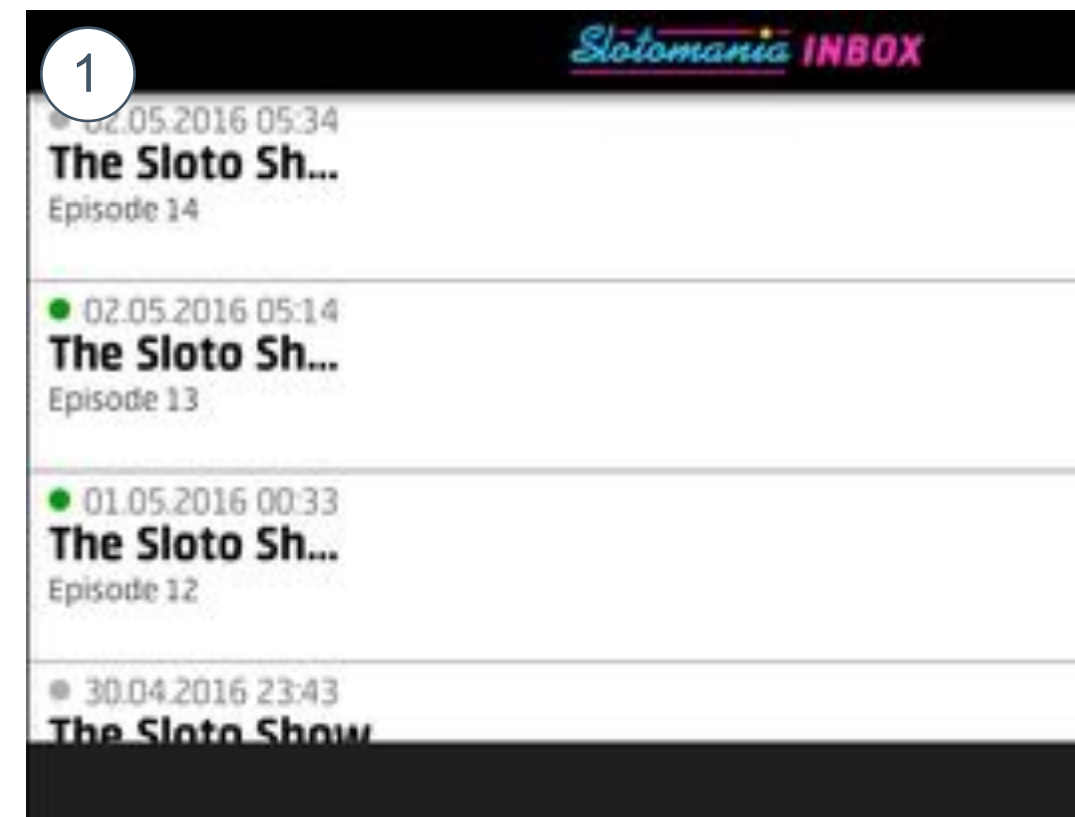 1
Slotomania INBOX
02.05.2016 05:34
The Sloto Sh...
Episode 14
02.05.2016 05:14
The Sloto Sh...
Episode 13
01.05.2016 00:33
The Sloto Sh...
Episode 12
30.04.2016 23:43
The Sloto Show